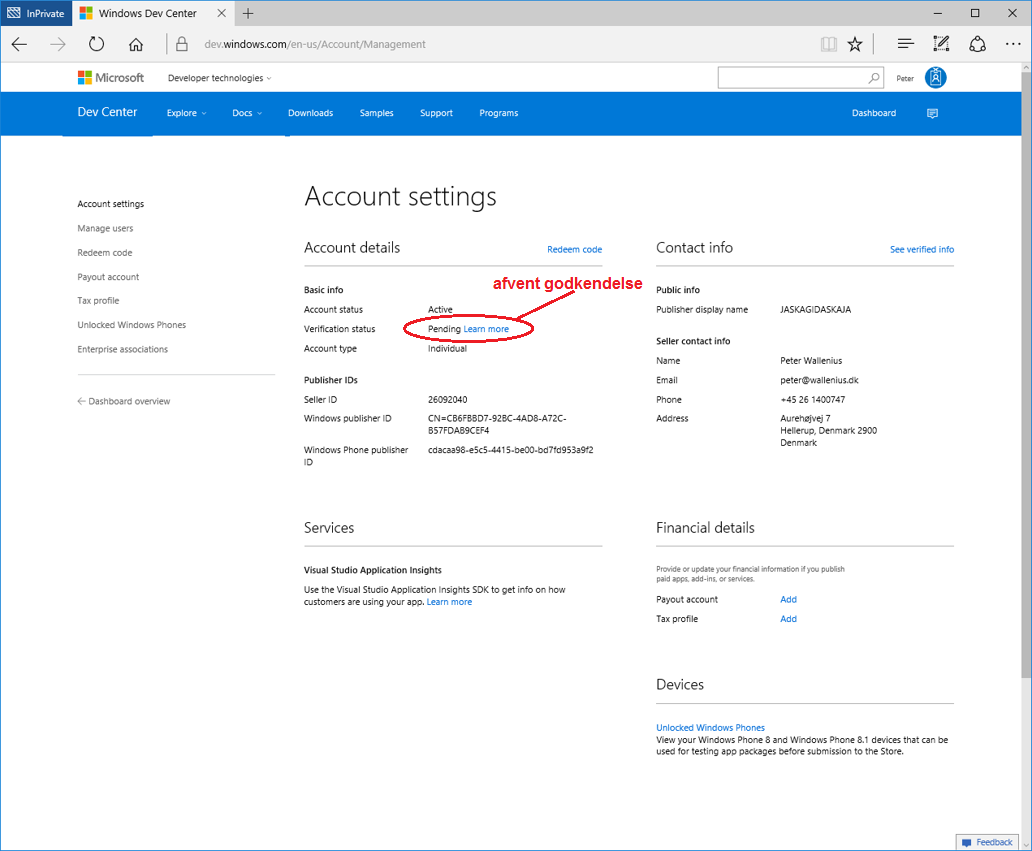 InPrivate
Windows Dev Center
dev.windows.com/en-us/Account/Management
Microsoft
Developer technologies
Peter
Dev Center
Explore
Docs
Downloads
Samples
Support
Programs
Dashboard
Account settings
Manage users
Redeem code
Payout account
Tax profile
Unlocked Windows Phones
Enterprise associations
Dashboard overview
Account settings
Account details
Redeem code
Basic info
afvent godkendelse
Account status Active
Verification status Pending Learn more
Account type Individual
Publisher IDs
Seller ID 26092040
Windows publisher ID CN=CB6FBBD7-92BC-4AD8-A72C-
B57FDAB9CEF4
Windows Phone publisher cdacaa98-e5c5-4415-be00-bd7fd953a9f2
ID
Contact info
See verified info
Public info
Publisher display name JASKAGIDASKAJA
Seller contact info
Name Peter Wallenius
Email peter@wallenius.dk
Phone +45 26 1400747
Address Aurehøjvej 7
Hellerup, Denmark 2900
Denmark
Services
Visual Studio Application Insights
Use the Visual Studio Application Insights SDK to get info on how
customers are using your app. Learn more
Financial details
Provide or update your financial information if you publish
paid apps, add-ins, or services.
Payout account Add
Tax profile Add
Devices
Unlocked Windows Phones
View your Windows Phone 8 and Windows Phone 8.1 devices that can be
used for testing app packages before submission to the Store.
Feedback